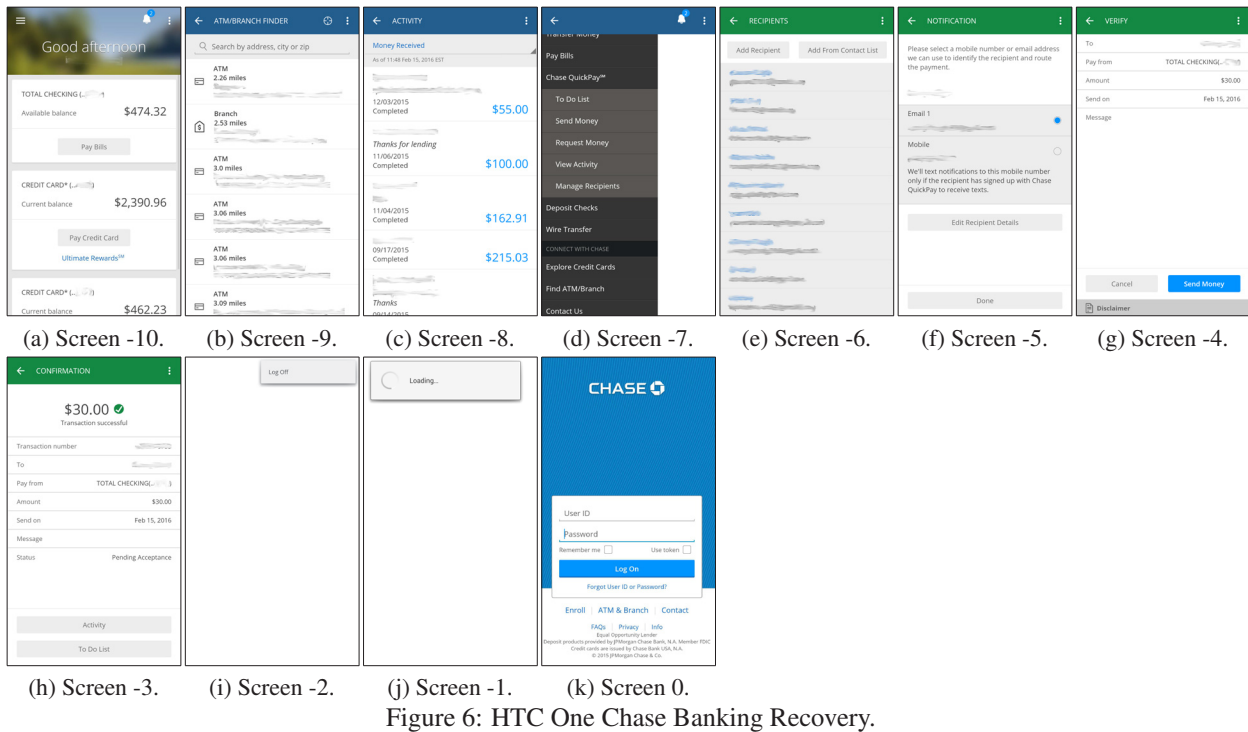 Good afternoon
2
TOTAL CHECKING (...
Available balance $474.32
Pay Bills
CREDIT CARD* (...
Current balance $2,390.96
Pay Credit Card
Ultimate Rewards℠
CREDIT CARD* (...
Current balance $462.23
(a) Screen -10.
ATM/BRANCH FINDER
Search by address, city or zip
ATM
2.26 miles
Branch
2.53 miles
ATM
3.0 miles
ATM
3.06 miles
ATM
3.06 miles
ATM
3.09 miles
(b) Screen -9.
ACTIVITY
Money Received
As of 11:48 Feb 15, 2016 EST
12/03/2015
Completed $55.00
Thanks for lending
11/06/2015
Completed $100.00
11/04/2015
Completed $162.91
09/17/2015
Completed $215.03
Thanks
09/14/2015
(c) Screen -8.
2
Transfer Money
Pay Bills
Chase QuickPay℠
To Do List
Send Money
Request Money
View Activity
Manage Recipients
Deposit Checks
Wire Transfer
CONNECT WITH CHASE
Explore Credit Cards
Find ATM/Branch
Contact Us
(d) Screen -7.
RECIPIENTS
Add Recipient Add From Contact List
(e) Screen -6.
NOTIFICATION
Please select a mobile number or email address
we can use to identify the recipient and route
the payment.
Email 1
Mobile
We'll text notifications to this mobile number
only if the recipient has signed up with Chase
QuickPay to receive texts.
Edit Recipient Details
Done
(f) Screen -5.
VERIFY
To
Pay from TOTAL CHECKING(...
Amount $30.00
Send on Feb 15, 2016
Message
Cancel Send Money
Disclaimer
(g) Screen -4.
CONFIRMATION
$30.00
Transaction successful
Transaction number
To
Pay from TOTAL CHECKING(... )
Amount $30.00
Send on Feb 15, 2016
Message
Status Pending Acceptance
Activity
To Do List
(h) Screen -3.
Log Off
(i) Screen -2.
Loading...
(j) Screen -1.
CHASE
User ID
Password
Remember me Use token
Log On
Forgot User ID or Password?
Enroll | ATM & Branch | Contact
FAQs | Privacy | Info
Equal Opportunity Lender
Deposit products provided by JPMorgan Chase Bank, N.A. Member FDIC
Credit cards are issued by Chase Bank USA, N.A.
© 2015 JPMorgan Chase & Co.
(k) Screen 0.
Figure 6: HTC One Chase Banking Recovery.